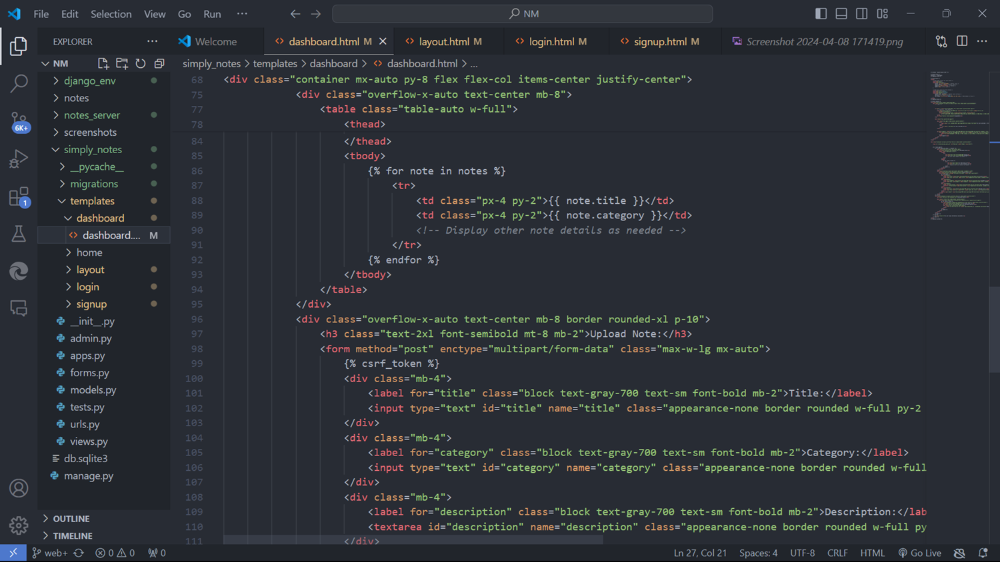 File Edit Selection View Go Run ···
NM
EXPLORER ···
Welcome
dashboard.html M
layout.html M
login.html M
signup.html M
Screenshot 2024-04-08 171419.png
NM
simply_notes > templates > dashboard > dashboard.html > ...
django_env
notes
notes_server
screenshots
simply_notes
__pycache__
migrations
templates
dashboard
dashboard.... M
home
layout
login
signup
__init__.py
admin.py
apps.py
forms.py
models.py
tests.py
urls.py
views.py
db.sqlite3
manage.py
OUTLINE
TIMELINE
6K+
1
68 <div class="container mx-auto py-8 flex flex-col items-center justify-center">
75 <div class="overflow-x-auto text-center mb-8">
77 <table class="table-auto w-full">
78 <thead>
84 </thead>
85 <tbody>
86 {% for note in notes %}
87 <tr>
88 <td class="px-4 py-2">{{ note.title }}</td>
89 <td class="px-4 py-2">{{ note.category }}</td>
90 <!-- Display other note details as needed -->
91 </tr>
92 {% endfor %}
93 </tbody>
94 </table>
95 </div>
96 <div class="overflow-x-auto text-center mb-8 border rounded-xl p-10">
97 <h3 class="text-2xl font-semibold mt-8 mb-2">Upload Note:</h3>
98 <form method="post" enctype="multipart/form-data" class="max-w-lg mx-auto">
99 {% csrf_token %}
100 <div class="mb-4">
101 <label for="title" class="block text-gray-700 text-sm font-bold mb-2">Title:</label>
102 <input type="text" id="title" name="title" class="appearance-none border rounded w-full py-2
103 </div>
104 <div class="mb-4">
105 <label for="category" class="block text-gray-700 text-sm font-bold mb-2">Category:</label>
106 <input type="text" id="category" name="category" class="appearance-none border rounded w-full
107 </div>
108 <div class="mb-4">
109 <label for="description" class="block text-gray-700 text-sm font-bold mb-2">Description:</lab
110 <textarea id="description" name="description" class="appearance-none border rounded w-full py
111 </div>
web+ 0 0 0
Ln 27, Col 21 Spaces: 4 UTF-8 CRLF HTML Go Live